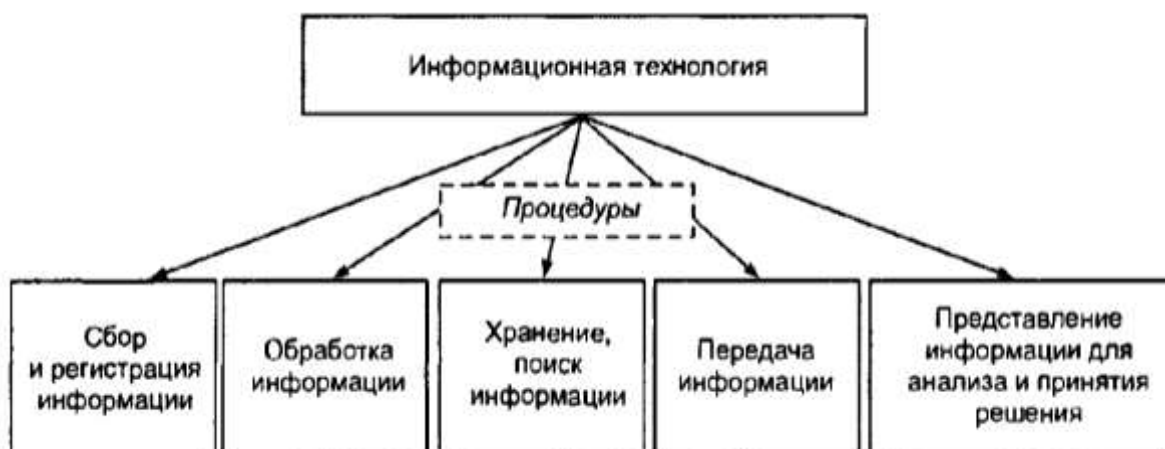 Информационная технология
Процедуры
Сбор
и регистрация
информации
Обработка
информации
Хранение,
поиск
информации
Передача
информации
Представление
информации для
анализа и принятия
решения